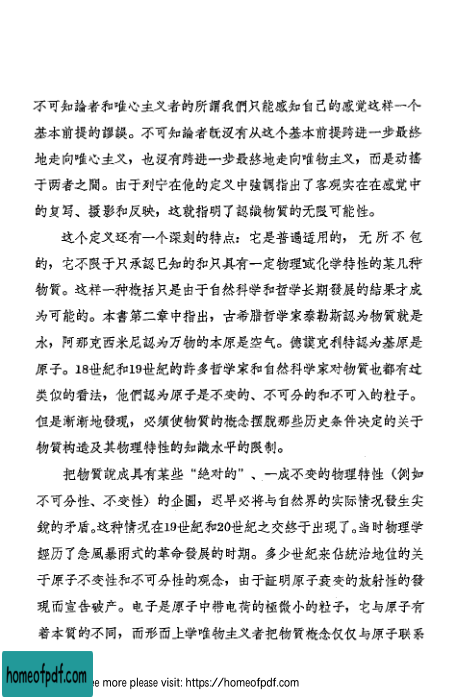 不可知論者和唯心主义者的所謂我們只能感知自己的感觉这样一个
基本前提的謬誤。不可知論者既沒有从这个基本前提跨进一步最終
地走向唯心主义，也沒有跨进一步最終地走向唯物主义，而是动搖
于两者之間。由于列宁在他的定义中強調指出了客观实在在感觉中
的复写、摄影和反映，这就指明了認識物質的无限可能性。
这个定义还有一个深刻的特点：它是普遍适用的，无所不包
的，它不限于只承認已知的和只具有一定物理或化学特性的某几种
物質。这样一种概括只是由于自然科学和哲学长期發展的結果才成
为可能的。本書第二章中指出，古希腊哲学家泰勒斯認为物質就是
水，阿那克西米尼認为万物的本原是空气。德謨克利特認为基原是
原子。18世紀和19世紀的許多哲学家和自然科学家对物質也都有过
类似的看法，他們認为原子是不变的、不可分的和不可入的粒子。
但是漸漸地發現，必須使物質的概念摆脫那些历史条件决定的关于
物質构造及其物理特性的知識水平的限制。
把物質說成具有某些“絕对的”、一成不变的物理特性（例如
不可分性、不变性）的企圖，迟早必将与自然界的实际情况發生尖
銳的矛盾。这种情况在19世紀和20世紀之交終于出現了。当时物理学
經历了急風暴雨式的革命發展的时期。多少世紀来佔統治地位的关
于原子不变性和不可分性的观念，由于証明原子衰变的放射性的發
現而宣告破产。电子是原子中带电荷的極微小的粒子，它与原子有
着本質的不同，而形而上学唯物主义者把物質概念仅仅与原子联系
homeofpdf.com
ee more please visit: https://homeofpdf.com